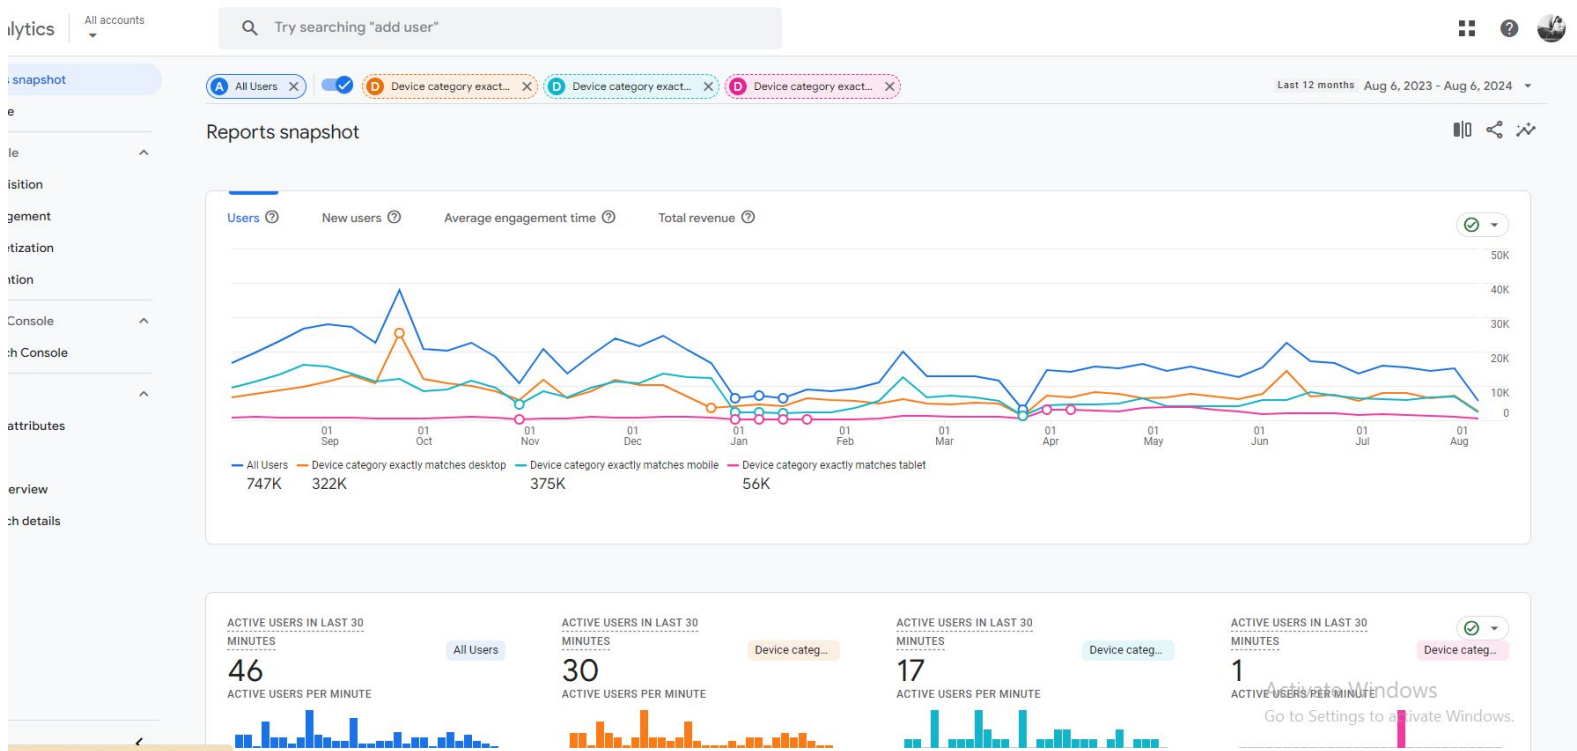 lytics
All accounts
Try searching "add user"
snapshot
e
le
isition
gement
etization
ntion
Console
ch Console
attributes
erview
ch details
A All Users
D Device category exact...
D Device category exact...
D Device category exact...
Last 12 months Aug 6, 2023 - Aug 6, 2024
Reports snapshot
Users
New users
Average engagement time
Total revenue
50K
40K
30K
20K
10K
0
01 Sep
01 Oct
01 Nov
01 Dec
01 Jan
01 Feb
01 Mar
01 Apr
01 May
01 Jun
01 Jul
01 Aug
All Users
747K
Device category exactly matches desktop
322K
Device category exactly matches mobile
375K
Device category exactly matches tablet
56K
ACTIVE USERS IN LAST 30
MINUTES
All Users
46
ACTIVE USERS PER MINUTE
ACTIVE USERS IN LAST 30
MINUTES
Device categ...
30
ACTIVE USERS PER MINUTE
ACTIVE USERS IN LAST 30
MINUTES
Device categ...
17
ACTIVE USERS PER MINUTE
ACTIVE USERS IN LAST 30
MINUTES
Device categ...
1
ACTIVE USERS PER MINUTE
Activate Windows
Go to Settings to activate Windows.